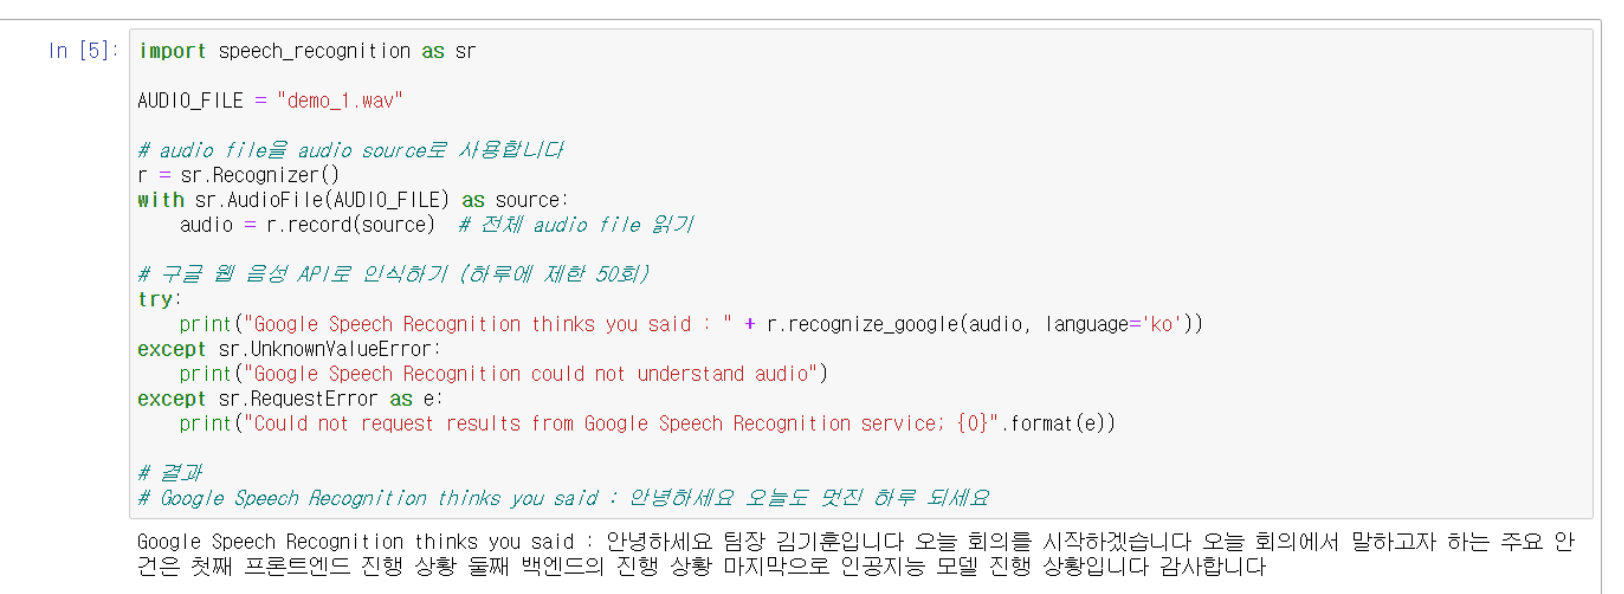 In [5]: import speech_recognition as sr
AUDIO_FILE = "demo_1.wav"
# audio file을 audio source로 사용합니다
r = sr.Recognizer()
with sr.AudioFile(AUDIO_FILE) as source:
    audio = r.record(source)  # 전체 audio file 읽기
# 구글 웹 음성 API로 인식하기 (하루에 제한 50회)
try:
    print("Google Speech Recognition thinks you said : " + r.recognize_google(audio, language='ko'))
except sr.UnknownValueError:
    print("Google Speech Recognition could not understand audio")
except sr.RequestError as e:
    print("Could not request results from Google Speech Recognition service; {0}".format(e))
# 결과
# Google Speech Recognition thinks you said : 안녕하세요 오늘도 멋진 하루 되세요
Google Speech Recognition thinks you said : 안녕하세요 팀장 김기훈입니다 오늘 회의를 시작하겠습니다 오늘 회의에서 말하고자 하는 주요 안
건은 첫째 프론트엔드 진행 상황 둘째 백엔드의 진행 상황 마지막으로 인공지능 모델 진행 상황입니다 감사합니다